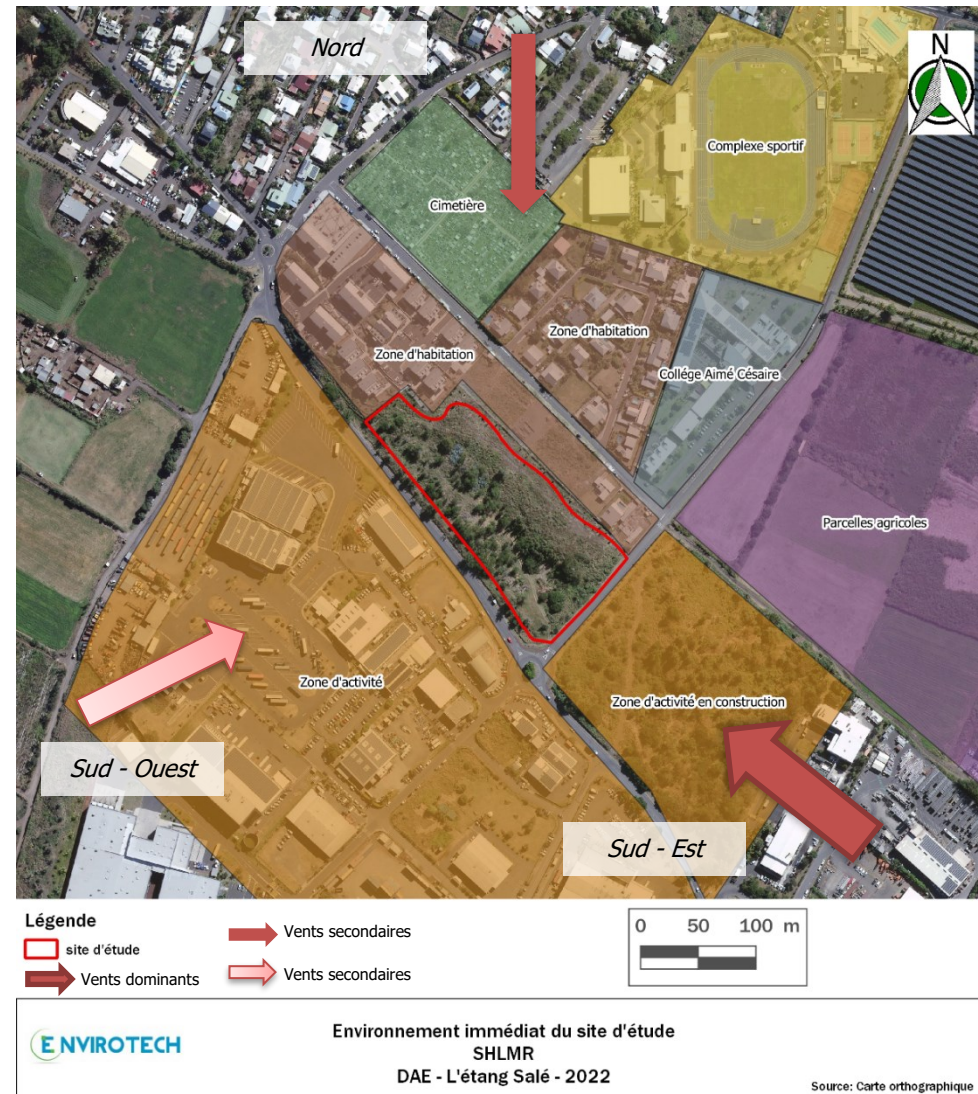 Nord
N
Complexe sportif
Cimetière
Zone d'habitation
Zone d'habitation
Collége Aimé Césaire
Parcelles agricoles
Zone d'activité
Zone d'activité en construction
Sud - Ouest
Sud - Est
Légende
site d'étude
Vents dominants
Vents secondaires
Vents secondaires
0 50 100 m
ENVIROTECH
Environnement immédiat du site d'étude
SHLMR
DAE - L'étang Salé - 2022
Source: Carte orthographique